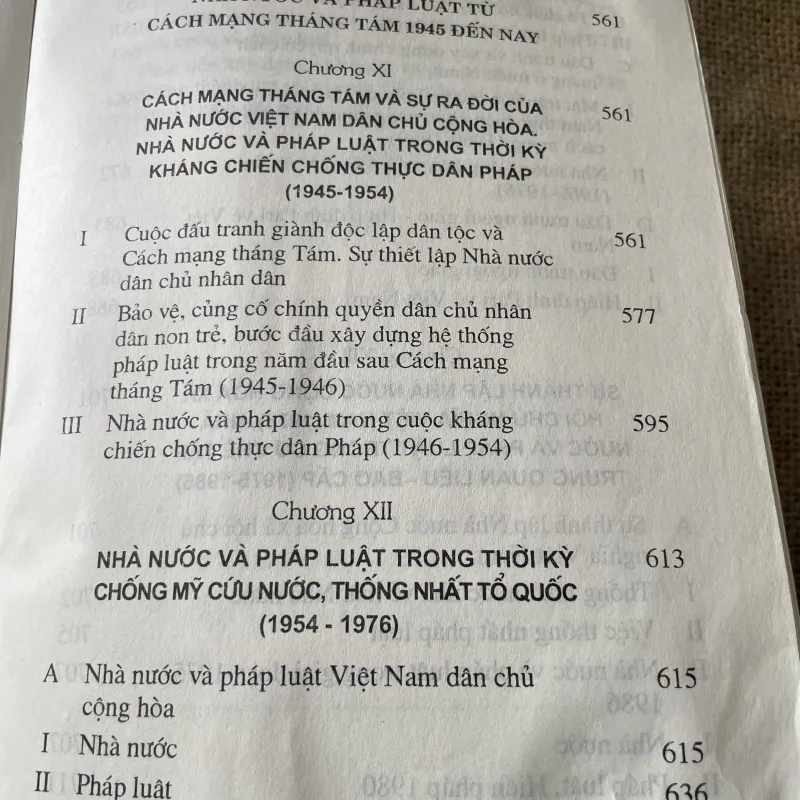 NHÀ NƯỚC VÀ PHÁP LUẬT TỪ 561
CÁCH MẠNG THÁNG TÁM 1945 ĐẾN NAY
Chương XI
CÁCH MẠNG THÁNG TÁM VÀ SỰ RA ĐỜI CỦA 561
NHÀ NƯỚC VIỆT NAM DÂN CHỦ CỘNG HÒA.
NHÀ NƯỚC VÀ PHÁP LUẬT TRONG THỜI KỲ
KHÁNG CHIẾN CHỐNG THỰC DÂN PHÁP
(1945-1954)
I Cuộc đấu tranh giành độc lập dân tộc và 561
Cách mạng tháng Tám. Sự thiết lập Nhà nước
dân chủ nhân dân
II Bảo vệ, củng cố chính quyền dân chủ nhân 577
dân non trẻ, bước đầu xây dựng hệ thống
pháp luật trong năm đầu sau Cách mạng
tháng Tám (1945-1946)
III Nhà nước và pháp luật trong cuộc kháng 595
chiến chống thực dân Pháp (1946-1954)
Chương XII
NHÀ NƯỚC VÀ PHÁP LUẬT TRONG THỜI KỲ 613
CHỐNG MỸ CỨU NƯỚC, THỐNG NHẤT TỔ QUỐC
(1954 - 1976)
A Nhà nước và pháp luật Việt Nam dân chủ 615
cộng hòa
I Nhà nước 615
II Pháp luật 636